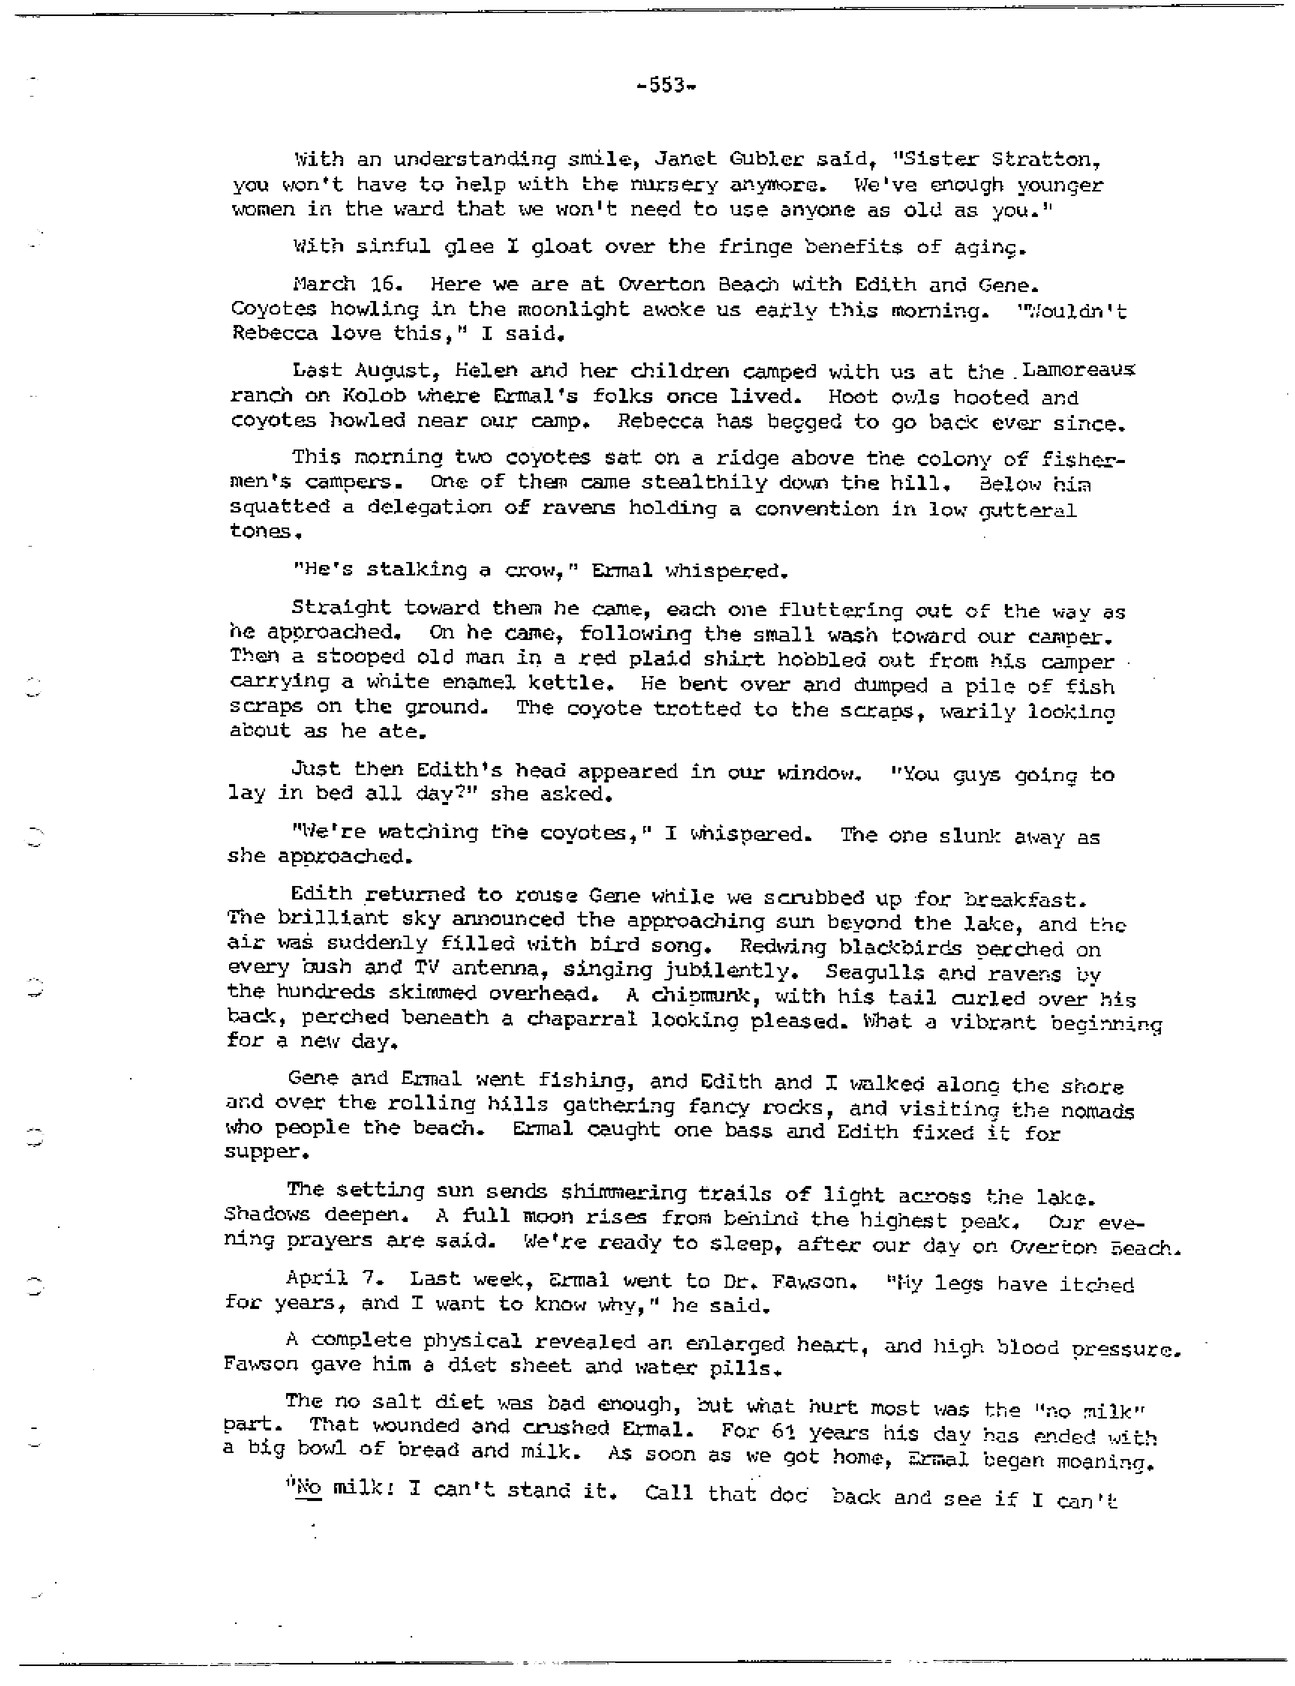 -553-
With an understanding smile, Janet Gubler said, "Sister Stratton,
you won't have to help with the nursery anymore. We've enough younger
women in the ward that we won't need to use anyone as old as you."
With sinful glee I gloat over the fringe benefits of aging.
March 16. Here we are at Overton Beach with Edith and Gene.
Coyotes howling in the moonlight awoke us early this morning. "Wouldn't
Rebecca love this," I said.
Last August, Helen and her children camped with us at the Lamoreaux
ranch on Kolob where Ermal's folks once lived. Hoot owls hooted and
coyotes howled near our camp. Rebecca has begged to go back ever since.
This morning two coyotes sat on a ridge above the colony of fisher-
men's campers. One of them came stealthily down the hill. Below him
squatted a delegation of ravens holding a convention in low gutteral
tones.
"He's stalking a crow," Ermal whispered.
Straight toward them he came, each one fluttering out of the way as
he approached. On he came, following the small wash toward our camper.
Then a stooped old man in a red plaid shirt hobbled out from his camper
carrying a white enamel kettle. He bent over and dumped a pile of fish
scraps on the ground. The coyote trotted to the scraps, warily looking
about as he ate.
Just then Edith's head appeared in our window. "You guys going to
lay in bed all day?" she asked.
"We're watching the coyotes," I whispered. The one slunk away as
she approached.
Edith returned to rouse Gene while we scrubbed up for breakfast.
The brilliant sky announced the approaching sun beyond the lake, and the
air was suddenly filled with bird song. Redwing blackbirds perched on
every bush and TV antenna, singing jubilently. Seagulls and ravens by
the hundreds skimmed overhead. A chipmunk, with his tail curled over his
back, perched beneath a chaparral looking pleased. What a vibrant beginning
for a new day.
Gene and Ermal went fishing, and Edith and I walked along the shore
and over the rolling hills gathering fancy rocks, and visiting the nomads
who people the beach. Ermal caught one bass and Edith fixed it for
supper.
The setting sun sends shimmering trails of light across the lake.
Shadows deepen. A full moon rises from behind the highest peak. Our eve-
ning prayers are said. We're ready to sleep, after our day on Overton Beach.
April 7. Last week, Ermal went to Dr. Fawson. "My legs have itched
for years, and I want to know why," he said.
A complete physical revealed an enlarged heart, and high blood pressure.
Fawson gave him a diet sheet and water pills.
The no salt diet was bad enough, but what hurt most was the "no milk"
part. That wounded and crushed Ermal. For 61 years his day has ended with
a big bowl of bread and milk. As soon as we got home, Ermal began moaning.
"No milk! I can't stand it. Call that doc back and see if I can't